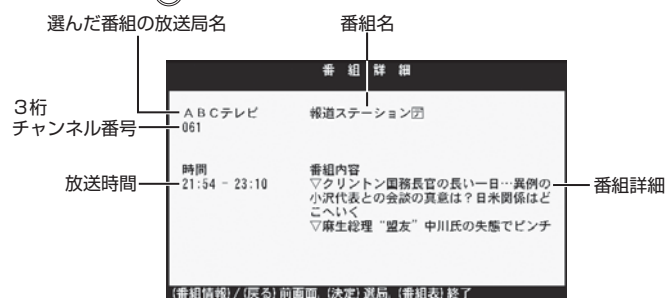 選んだ番組の放送局名
番組名
番組詳細
3桁
チャンネル番号
ABCテレビ
061
報道ステーション🅿
放送時間
時間
21:54 - 23:10
番組内容
▽クリントン国務長官の長い一日…異例の
小沢代表との会談の真意は？日米関係はど
こへいく
▽麻生総理“盟友”中川氏の失態でピンチ
番組詳細
(番組情報)/(戻る)前画面, (決定)選局, (番組表)終了